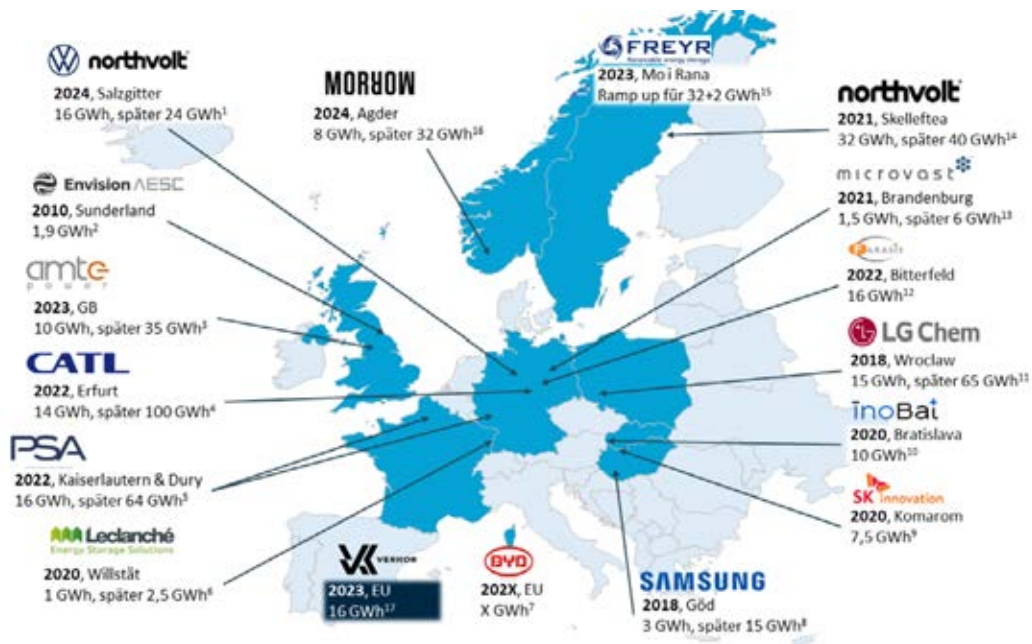 northvolt
2024, Salzgitter
16 GWh, später 24 GWh¹
Envision AESC
2010, Sunderland
1,9 GWh²
amte
power
2023, GB
10 GWh, später 35 GWh³
CATL
2022, Erfurt
14 GWh, später 100 GWh⁴
PSA
2022, Kaiserlautern & Dury
16 GWh, später 64 GWh⁵
Leclanché
Energy Storage Solutions
2020, Willstät
1 GWh, später 2,5 GWh⁶
MORROW
2024, Agder
8 GWh, später 32 GWh¹⁸
FREYR
2023, Mo i Rana
Ramp up für 32+2 GWh¹⁵
northvolt
2021, Skelleftea
32 GWh, später 40 GWh¹⁴
microvast
2021, Brandenburg
1,5 GWh, später 6 GWh¹³
FARASIS
2022, Bitterfeld
16 GWh¹²
LG Chem
2018, Wroclaw
15 GWh, später 65 GWh¹¹
inoBat
2020, Bratislava
10 GWh¹⁰
SK innovation
2020, Komarom
7,5 GWh⁹
SAMSUNG
2018, Göd
3 GWh, später 15 GWh⁸
BYD
202X, EU
X GWh⁷
VERKOR
2023, EU
16 GWh¹⁷